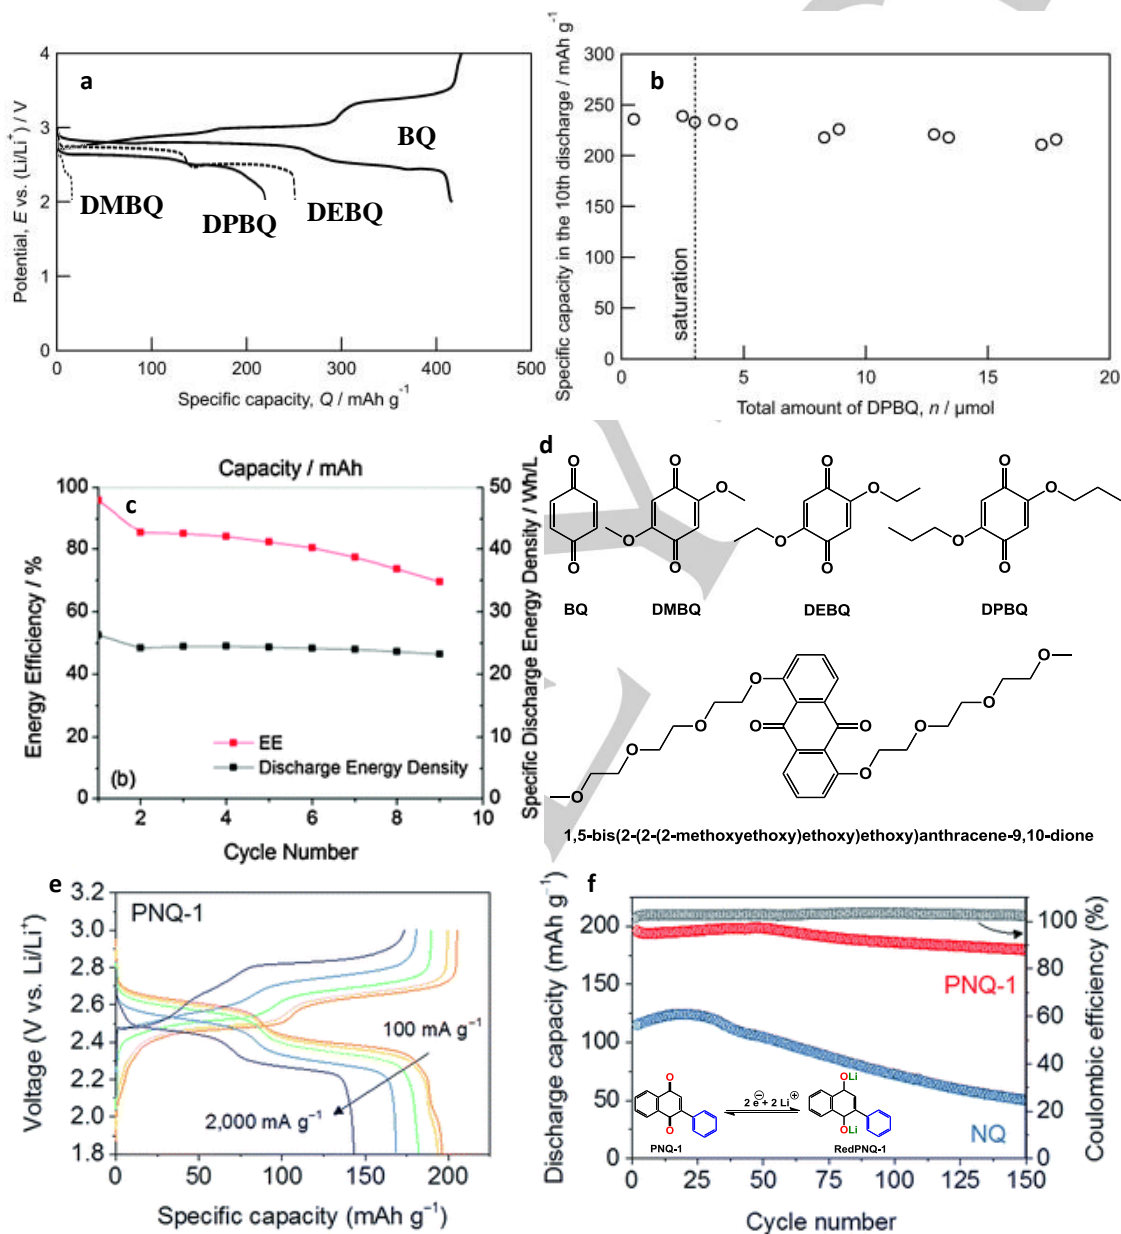 a
4
3
2
1
0
Potential, E vs. (Li/Li⁺) / V
BQ
DMBQ
DPBQ
DEBQ
0
100
200
300
400
500
Specific capacity, Q / mAh g⁻¹
b
300
250
200
150
100
50
0
Specific capacity in the 10th discharge / mAh g⁻¹
saturation
0
5
10
15
20
Total amount of DPBQ, n / μmol
Capacity / mAh
c
100
80
60
40
20
0
Energy Efficiency / %
50
40
30
20
10
0
Specific Discharge Energy Density / Wh/L
EE
Discharge Energy Density
(b)
2
4
6
8
10
Cycle Number
d
O
O
BQ
O
O
O
O
DMBQ
O
O
O
O
DEBQ
O
O
O
O
DPBQ
O
O
O
O
O
O
O
O
O
O
1,5-bis(2-(2-(2-methoxyethoxy)ethoxy)ethoxy)anthracene-9,10-dione
e
PNQ-1
3.2
3.0
2.8
2.6
2.4
2.2
2.0
1.8
Voltage (V vs. Li/Li⁺)
100 mA g⁻¹
2,000 mA g⁻¹
0
50
100
150
200
Specific capacity (mAh g⁻¹)
f
200
175
150
125
100
75
50
25
0
Discharge capacity (mAh g⁻¹)
100
80
60
40
20
0
Coulombic efficiency (%)
PNQ-1
NQ
O
O
PNQ-1
2 e⊖ + 2 Li⊕
OLi
OLi
RedPNQ-1
0
25
50
75
100
125
150
Cycle number